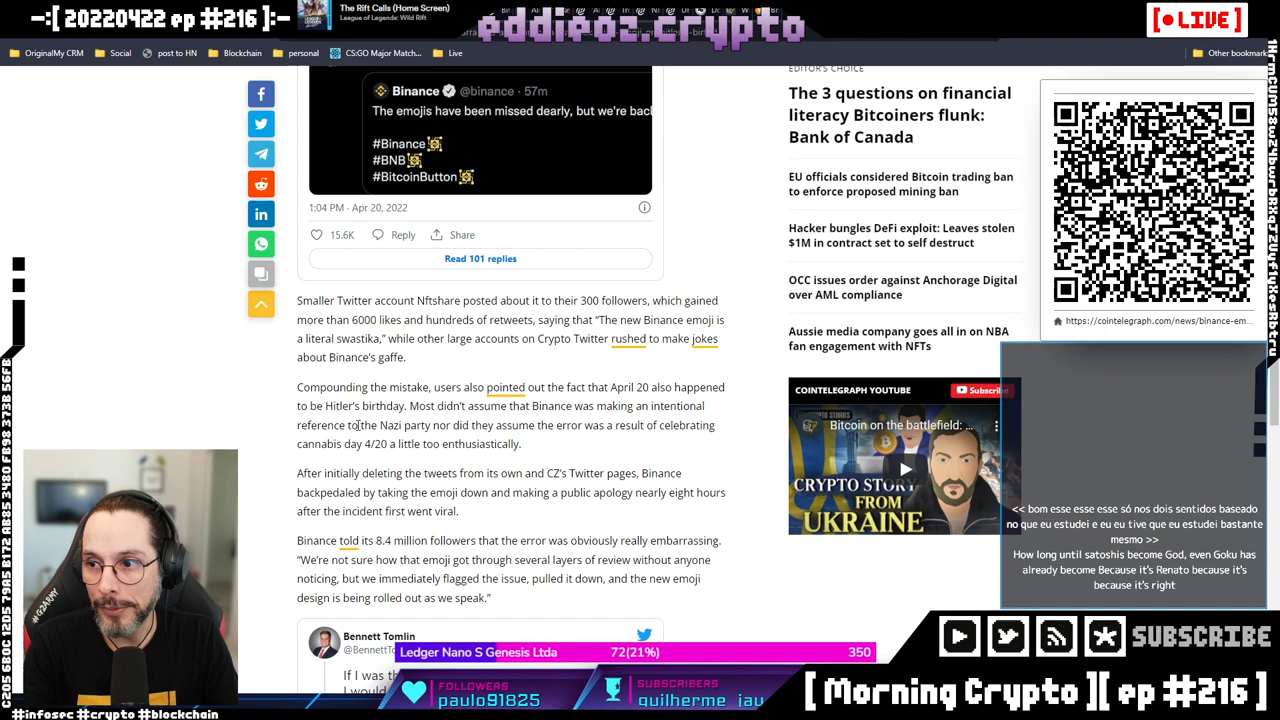 -:[ 20220422 ep #216 ]:-
The Rift Calls (Home Screen)
League of Legends: Wild Rift
eddieoz.crypto
[ LIVE ]
OriginalMy CRM
Social
post to HN
Blockchain
personal
CS:GO Major Match...
Live
Other bookmark
Binance @binance · 57m
The emojis have been missed dearly, but we're bac
#Binance
#BNB
#BitcoinButton
1:04 PM · Apr 20, 2022
15.6K Reply Share
Read 101 replies
Smaller Twitter account Nftshare posted about it to their 300 followers, which gained
more than 6000 likes and hundreds of retweets, saying that “The new Binance emoji is
a literal swastika,” while other large accounts on Crypto Twitter rushed to make jokes
about Binance’s gaffe.
Compounding the mistake, users also pointed out the fact that April 20 also happened
to be Hitler’s birthday. Most didn’t assume that Binance was making an intentional
reference to the Nazi party nor did they assume the error was a result of celebrating
cannabis day 4/20 a little too enthusiastically.
After initially deleting the tweets from its own and CZ’s Twitter pages, Binance
backpedaled by taking the emoji down and making a public apology nearly eight hours
after the incident first went viral.
Binance told its 8.4 million followers that the error was obviously really embarrassing.
“We’re not sure how that emoji got through several layers of review without anyone
noticing, but we immediately flagged the issue, pulled it down, and the new emoji
design is being rolled out as we speak.”
Bennett Tomlin
@BennettTo
If I was th
I would
EDITOR'S CHOICE
The 3 questions on financial
literacy Bitcoiners flunk:
Bank of Canada
EU officials considered Bitcoin trading ban
to enforce proposed mining ban
Hacker bungles DeFi exploit: Leaves stolen
$1M in contract set to self destruct
OCC issues order against Anchorage Digital
over AML compliance
Aussie media company goes all in on NBA
fan engagement with NFTs
COINTELEGRAPH YOUTUBE
Subscribe
Bitcoin on the battlefield: ...
CRYPTO STORY
FROM
UKRAINE
https://cointelegraph.com/news/binance-em...
<< bom esse esse esse só nos dois sentidos baseado
no que eu estudei e eu eu tive que eu estudei bastante
mesmo >>
How long until satoshis become God, even Goku has
already become Because it's Renato because it's
because it's right
#G2ARMY
Ledger Nano S Genesis Ltda 72(21%) 350
FOLLOWERS
paulo91825
SUBSCRIBERS
guilherme_jau
SUBSCRIBE
[ Morning Crypto ][ ep #216 ]
#infosec #crypto #blockchain